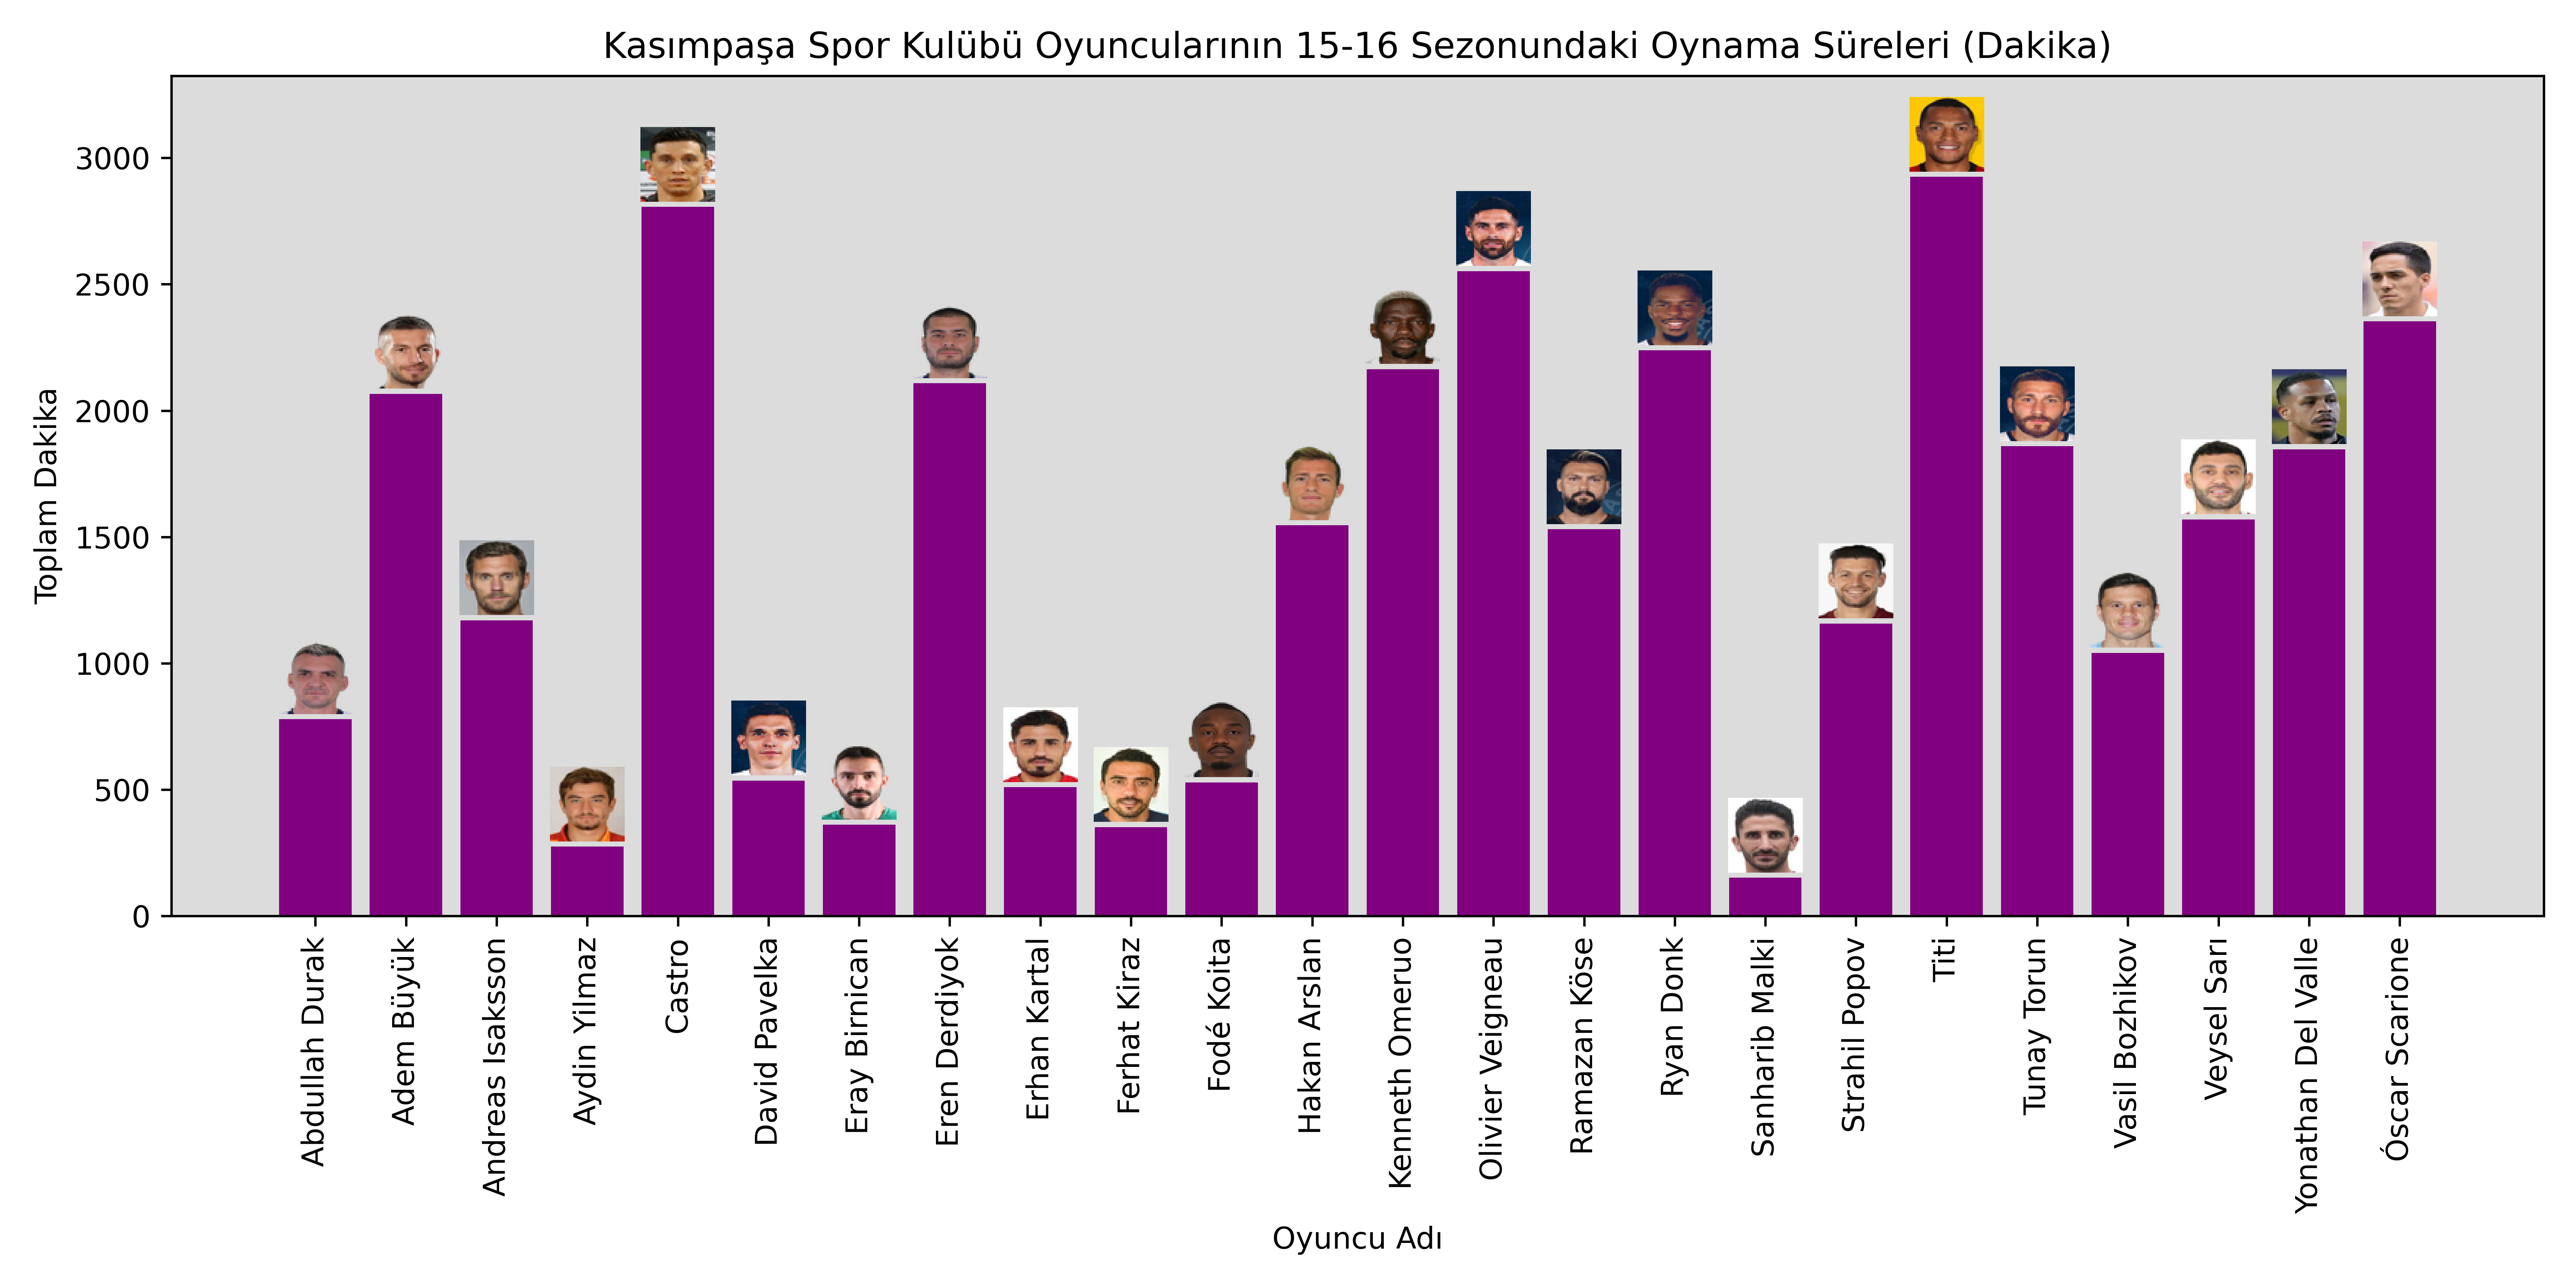 Kasımpaşa Spor Kulübü Oyuncularının 15-16 Sezonundaki Oynama Süreleri (Dakika)
Toplam Dakika
3000
2500
2000
1500
1000
500
0
Abdullah Durak
Adem Büyük
Andreas Isaksson
Aydin Yilmaz
Castro
David Pavelka
Eray Birnican
Eren Derdiyok
Erhan Kartal
Ferhat Kiraz
Fodé Koita
Hakan Arslan
Kenneth Omeruo
Olivier Veigneau
Ramazan Köse
Ryan Donk
Sanharib Malki
Strahil Popov
Titi
Tunay Torun
Vasil Bozhikov
Veysel Sarı
Yonathan Del Valle
Óscar Scarione
Oyuncu Adı